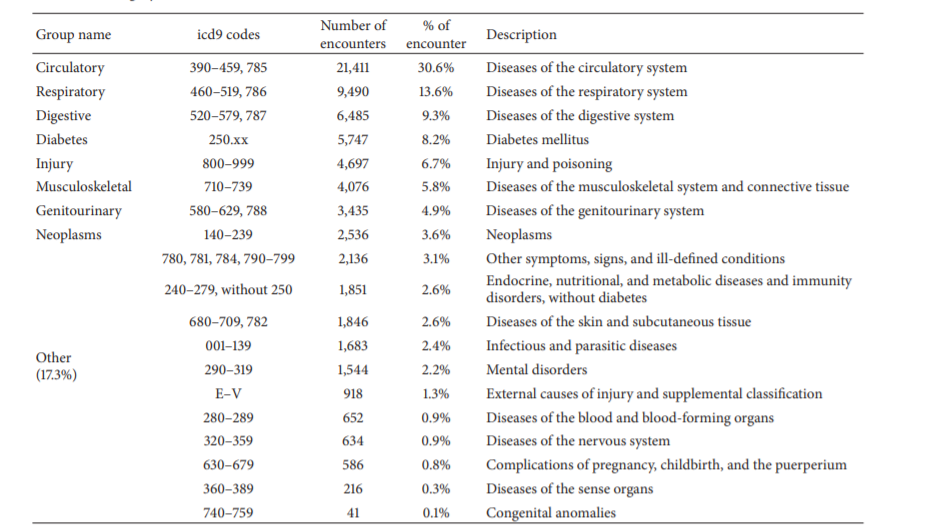 Group name icd9 codes Number of encounters % of encounter Description
Circulatory 390–459, 785 21,411 30.6% Diseases of the circulatory system
Respiratory 460–519, 786 9,490 13.6% Diseases of the respiratory system
Digestive 520–579, 787 6,485 9.3% Diseases of the digestive system
Diabetes 250.xx 5,747 8.2% Diabetes mellitus
Injury 800–999 4,697 6.7% Injury and poisoning
Musculoskeletal 710–739 4,076 5.8% Diseases of the musculoskeletal system and connective tissue
Genitourinary 580–629, 788 3,435 4.9% Diseases of the genitourinary system
Neoplasms 140–239 2,536 3.6% Neoplasms
780, 781, 784, 790–799 2,136 3.1% Other symptoms, signs, and ill-defined conditions
240–279, without 250 1,851 2.6% Endocrine, nutritional, and metabolic diseases and immunity
disorders, without diabetes
680–709, 782 1,846 2.6% Diseases of the skin and subcutaneous tissue
001–139 1,683 2.4% Infectious and parasitic diseases
Other
(17.3%)
290–319 1,544 2.2% Mental disorders
E–V 918 1.3% External causes of injury and supplemental classification
280–289 652 0.9% Diseases of the blood and blood-forming organs
320–359 634 0.9% Diseases of the nervous system
630–679 586 0.8% Complications of pregnancy, childbirth, and the puerperium
360–389 216 0.3% Diseases of the sense organs
740–759 41 0.1% Congenital anomalies